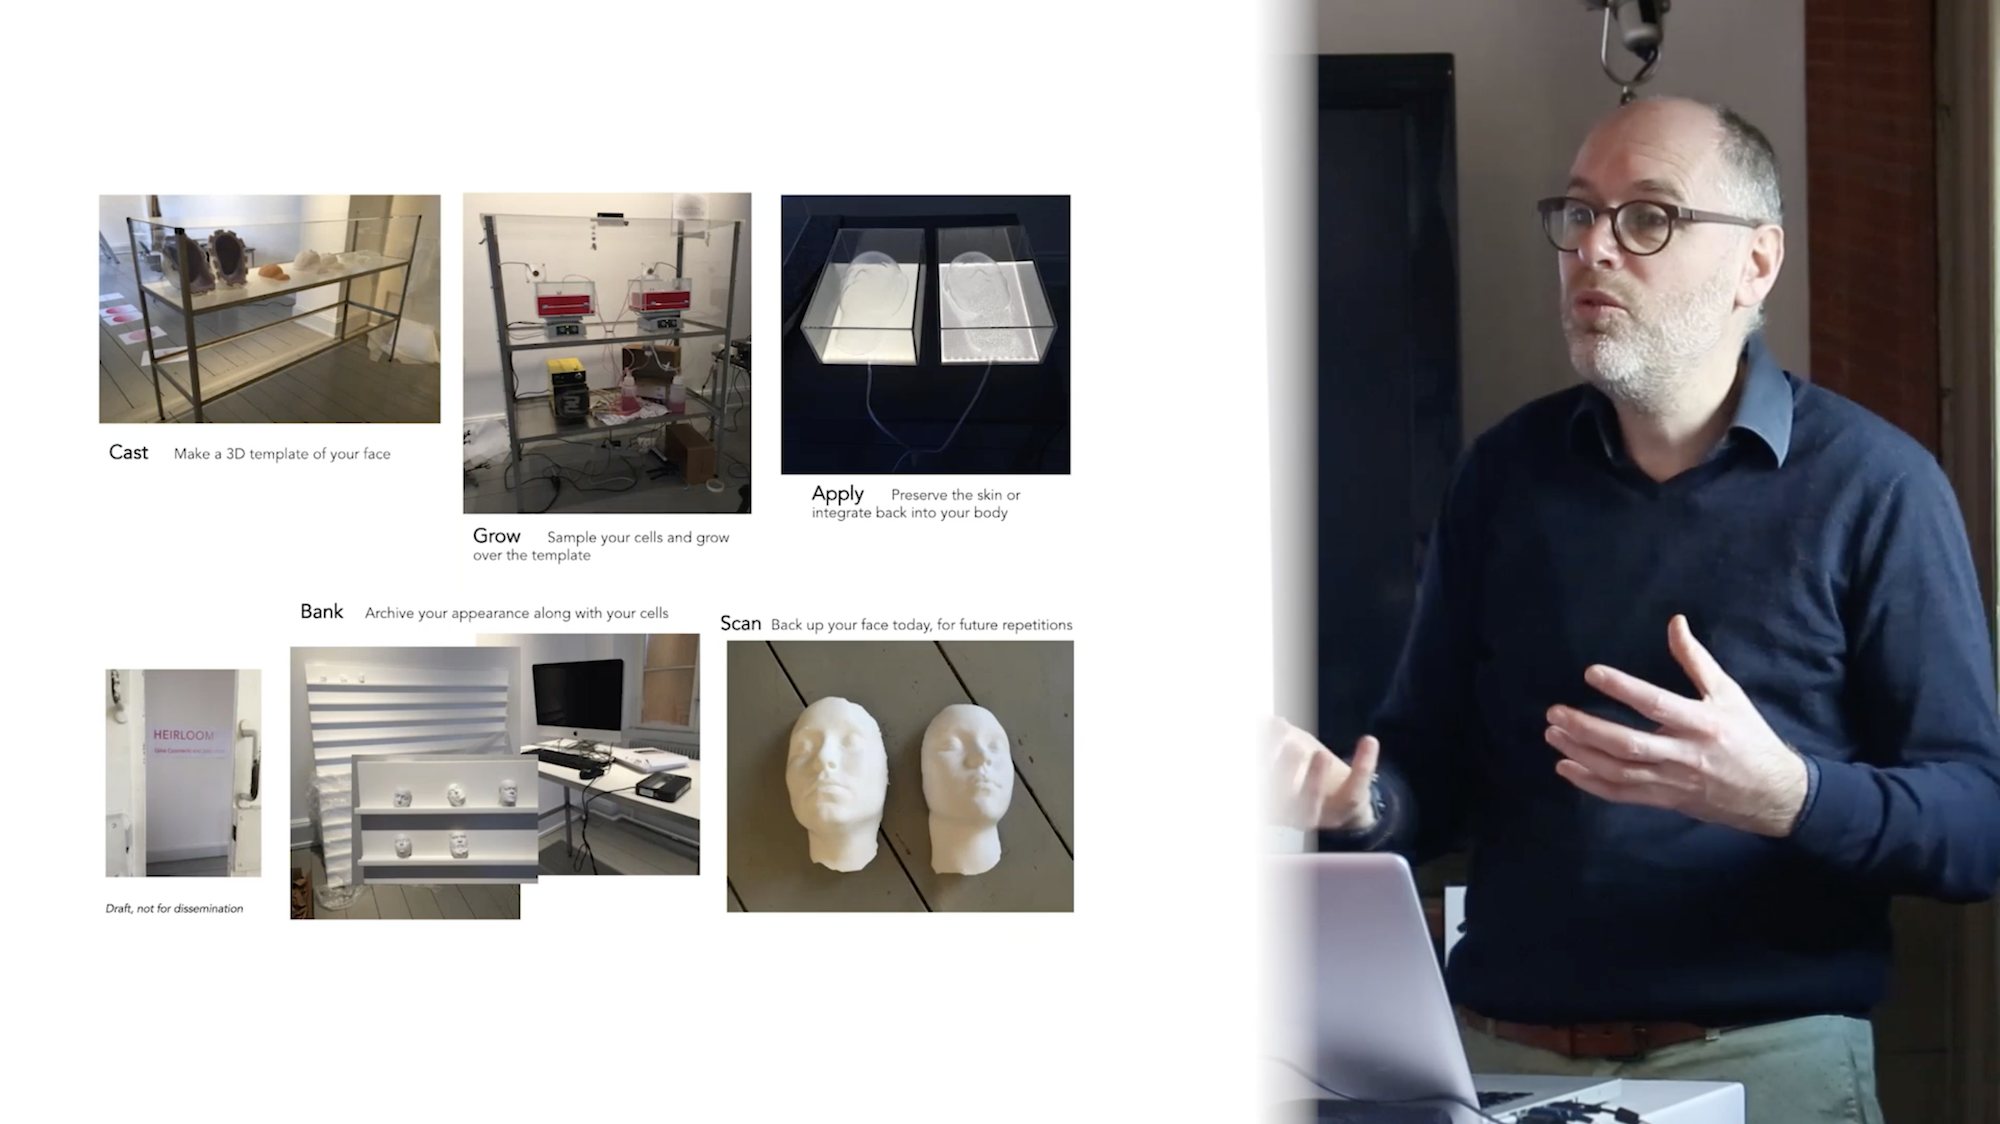 Cast Make a 3D template of your face
Grow Sample your cells and grow
over the template
Apply Preserve the skin or
integrate back into your body
Bank Archive your appearance along with your cells
Scan Back up your face today, for future repetitions
HEIRLOOM
Draft, not for dissemination